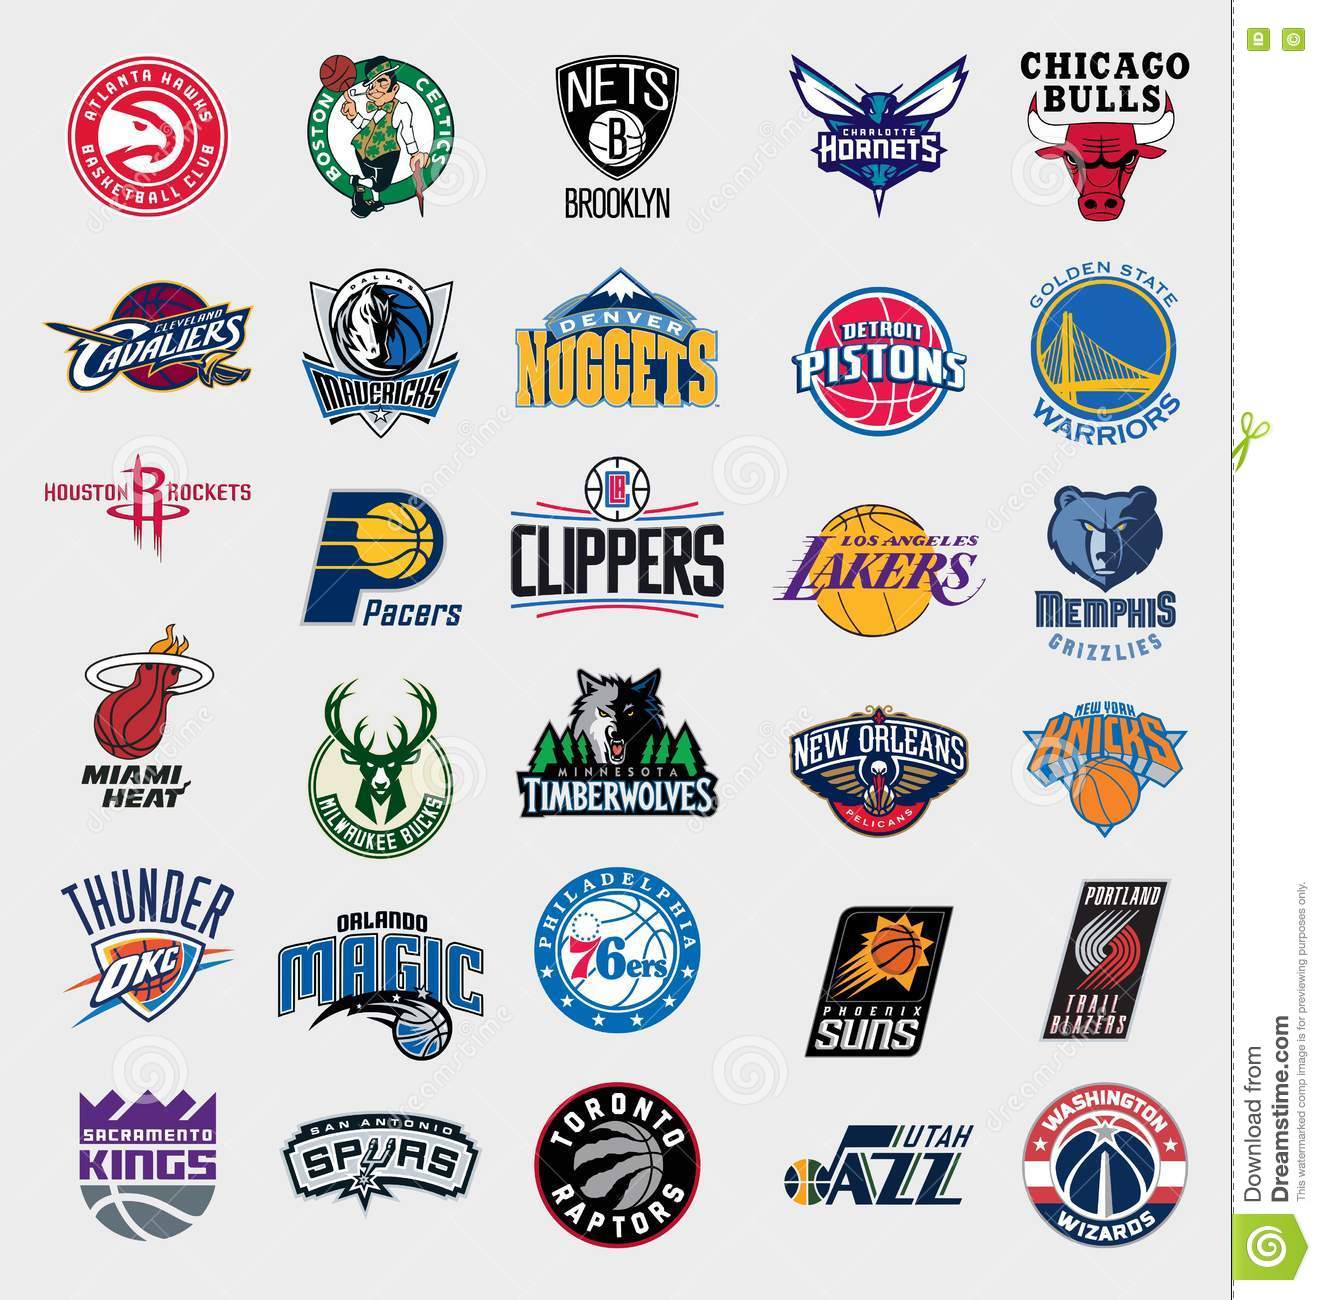 ATLANTA HAWKS
BASKETBALL CLUB
BOSTON CELTICS
NETS
B
BROOKLYN
CHARLOTTE
HORNETS
CHICAGO
BULLS
CLEVELAND
CAVALIERS
DALLAS
MAVERICKS
DENVER
NUGGETS
DETROIT
PISTONS
GOLDEN STATE
WARRIORS
HOUSTON R ROCKETS
Pacers
LA
CLIPPERS
LOS ANGELES
LAKERS
MEMPHIS
GRIZZLIES
MIAMI
HEAT
MILWAUKEE BUCKS
MINNESOTA
TIMBERWOLVES
NEW ORLEANS
PELICANS
NEW YORK
KNICKS
THUNDER
OKC
ORLANDO
MAGIC
PHILADELPHIA
76ers
PHOENIX
SUNS
PORTLAND
TRAIL
BLAZERS
SACRAMENTO
KINGS
SAN ANTONIO
SPURS
TORONTO
RAPTORS
UTAH
JAZZ
WASHINGTON
WIZARDS
dreamstime
Download from
Dreamstime.com
This watermarked comp image is for previewing purposes only.